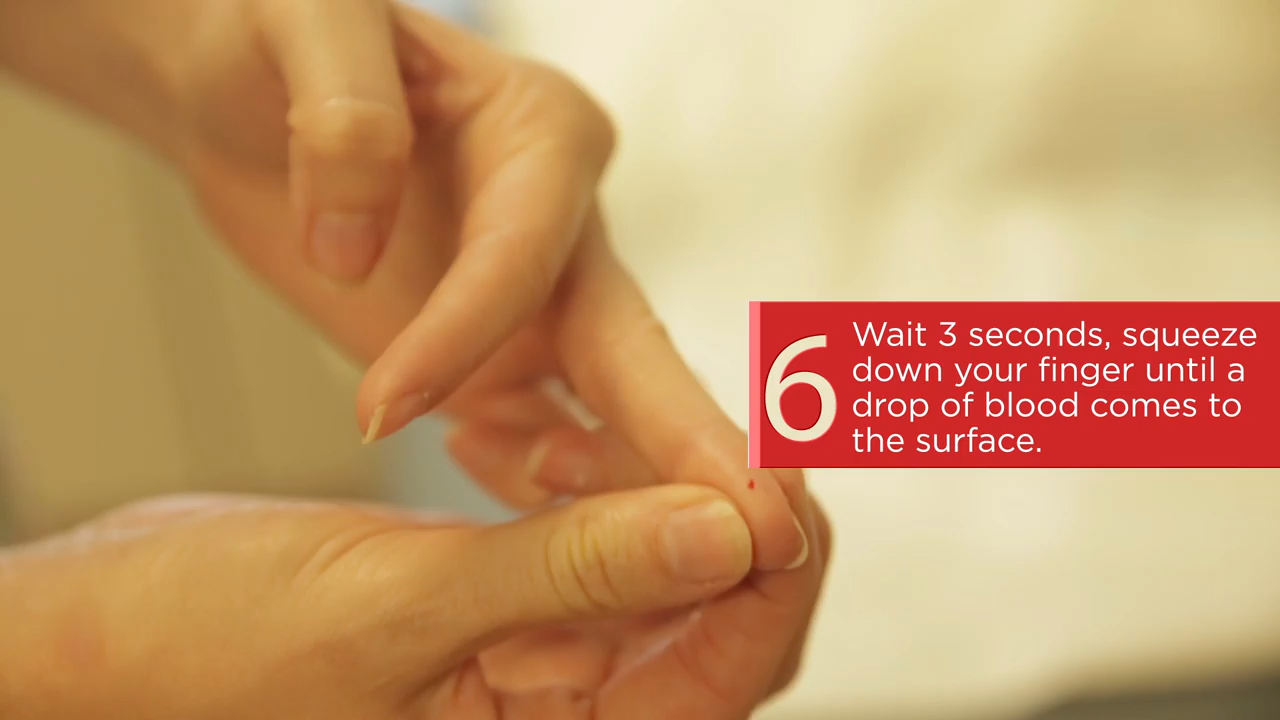 6
Wait 3 seconds, squeeze
down your finger until a
drop of blood comes to
the surface.